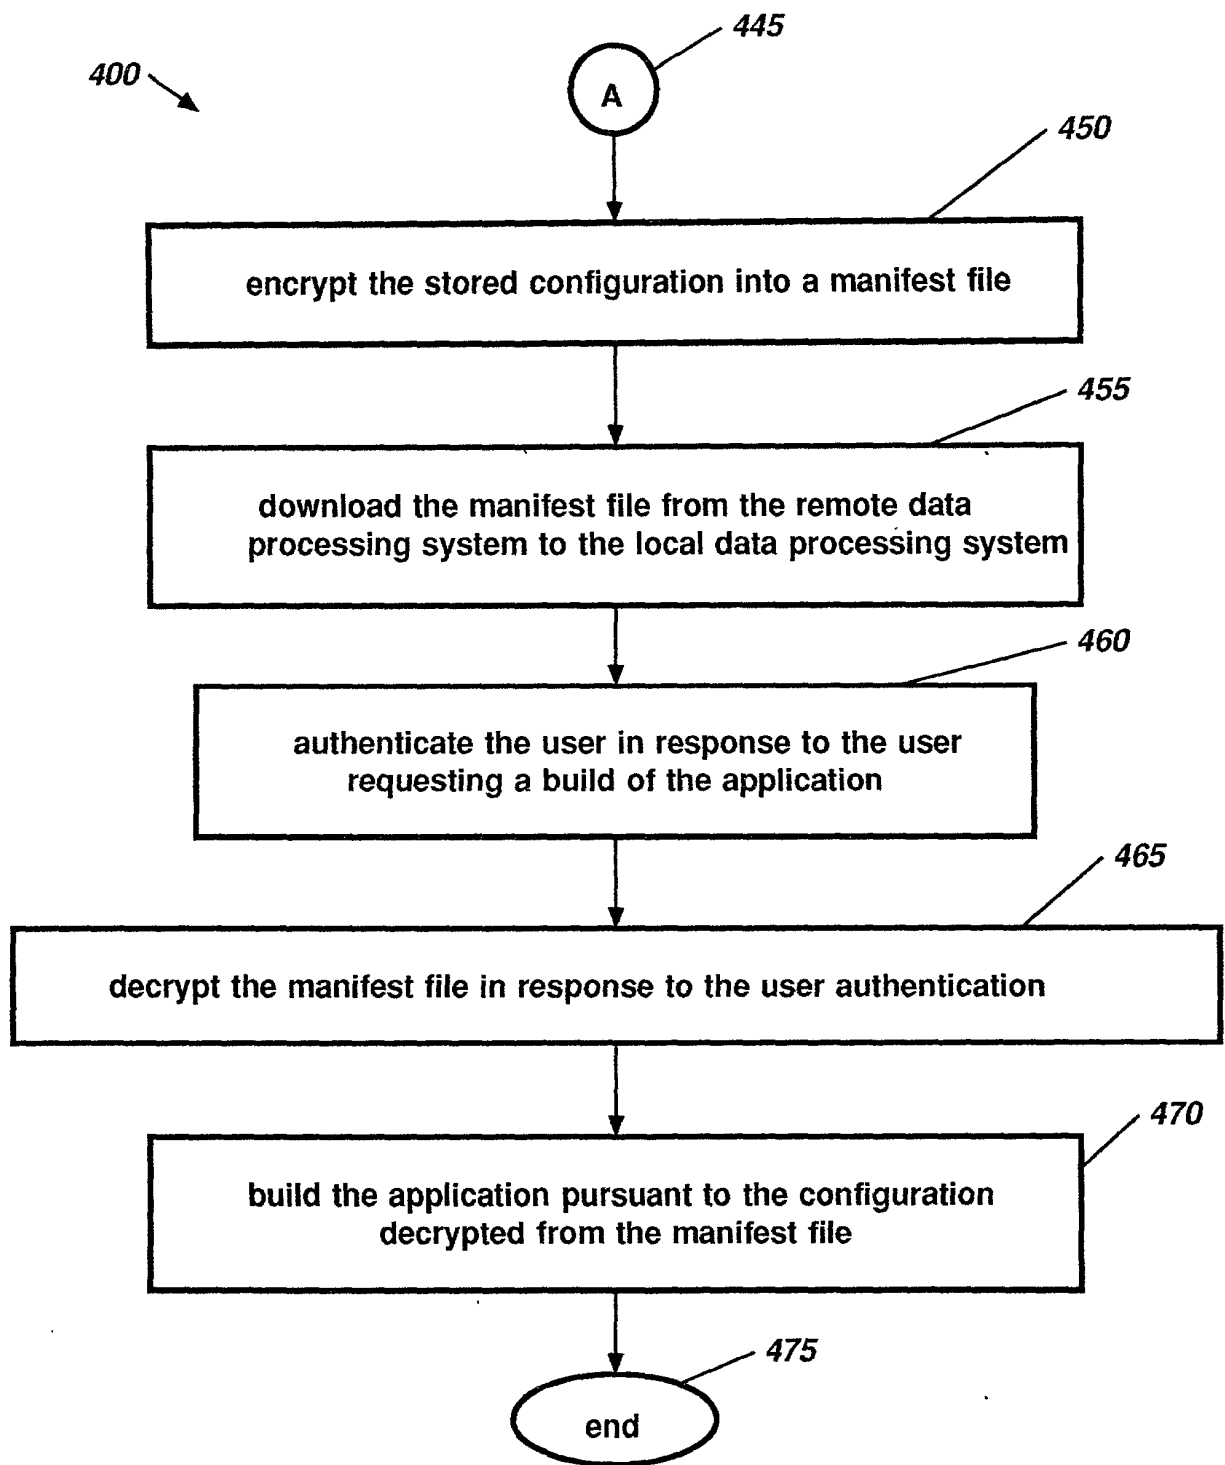 445
400
A
450
encrypt the stored configuration into a manifest file
455
download the manifest file from the remote data
processing system to the local data processing system
460
authenticate the user in response to the user
requesting a build of the application
465
decrypt the manifest file in response to the user authentication
470
build the application pursuant to the configuration
decrypted from the manifest file
475
end